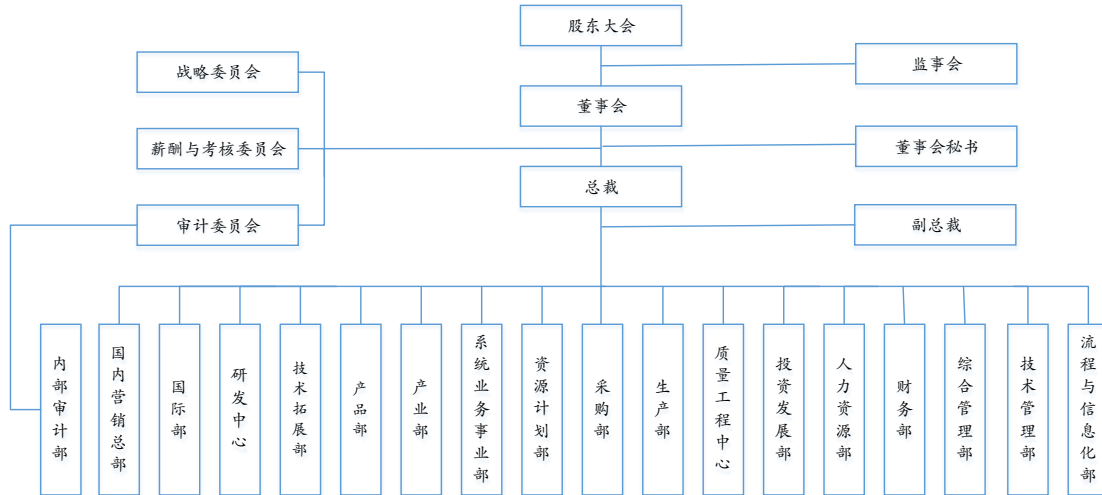 股东大会
战略委员会
监事会
董事会
薪酬与考核委员会
董事会秘书
总裁
审计委员会
副总裁
内部审计部
国内营销总部
国际部
研发中心
技术拓展部
产品部
产业部
系统业务事业部
资源计划部
采购部
生产部
质量工程中心
投资发展部
人力资源部
财务部
综合管理部
技术管理部
流程与信息化部